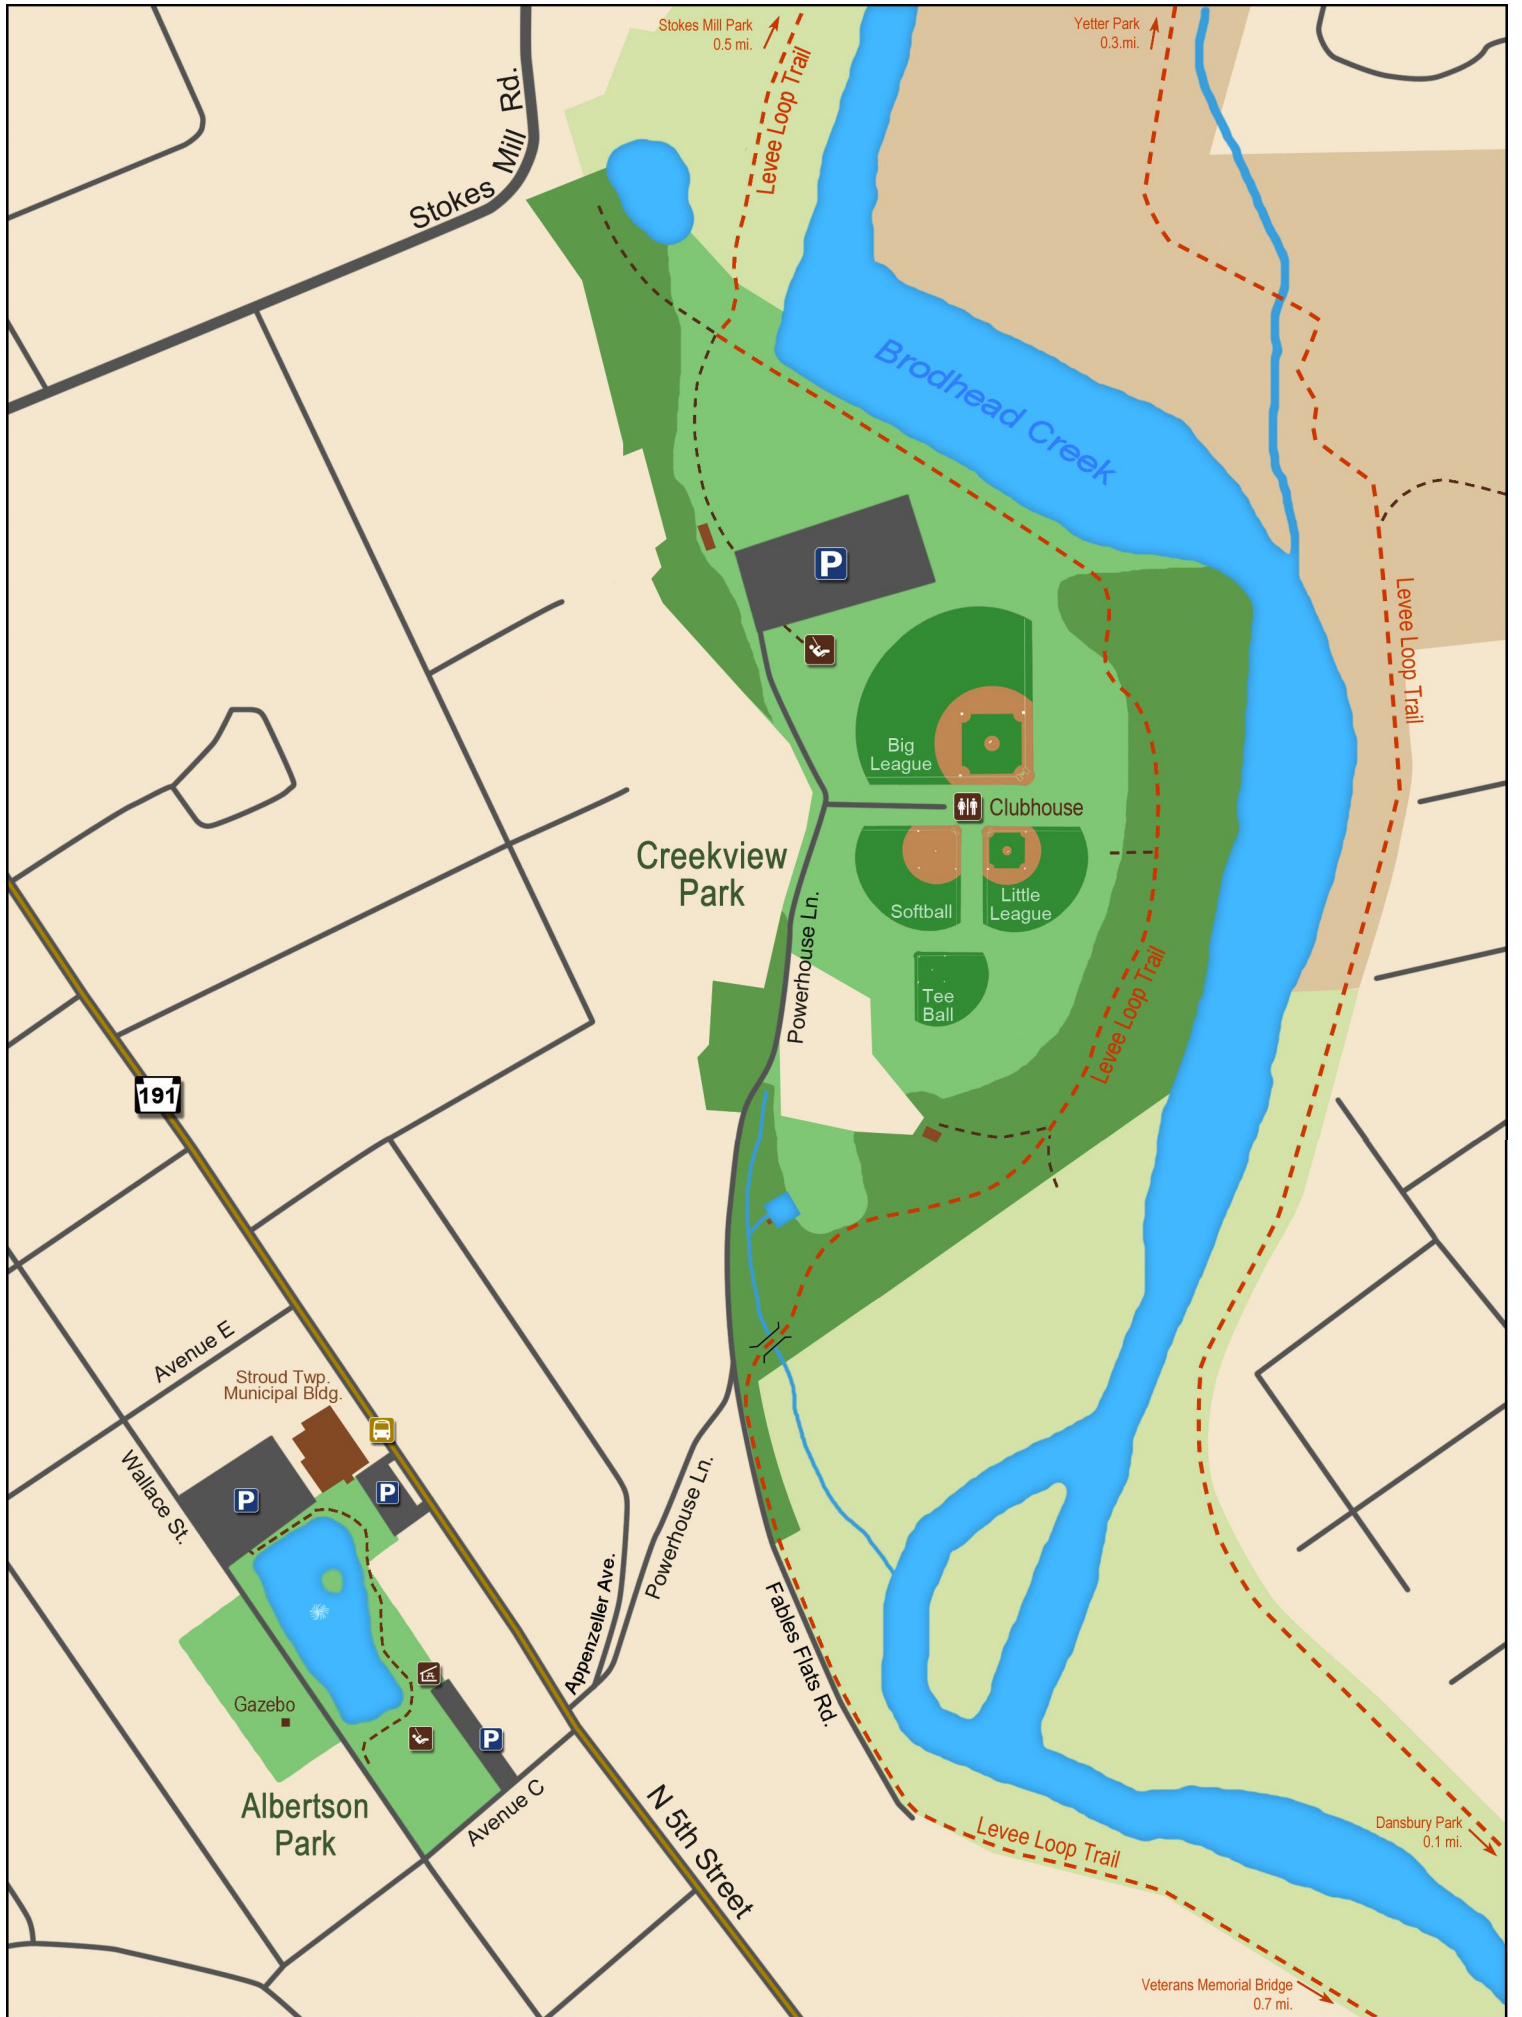 Stokes Mill Park
0.5 mi.
Yetter Park
0.3.mi.
Levee Loop Trail
Stokes Mill Rd.
Brodhead Creek
P
Levee Loop Trail
Big
League
Clubhouse
Creekview
Park
Softball
Little
League
Powerhouse Ln.
Tee
Ball
Levee Loop Trail
191
Avenue E
Stroud Twp.
Municipal Bldg.
Wallace St.
P
P
Powerhouse Ln.
Appenzeller Ave.
Fables Flats Rd.
Gazebo
P
Albertson
Park
Avenue C
N 5th Street
Levee Loop Trail
Dansbury Park
0.1 mi.
Veterans Memorial Bridge
0.7 mi.